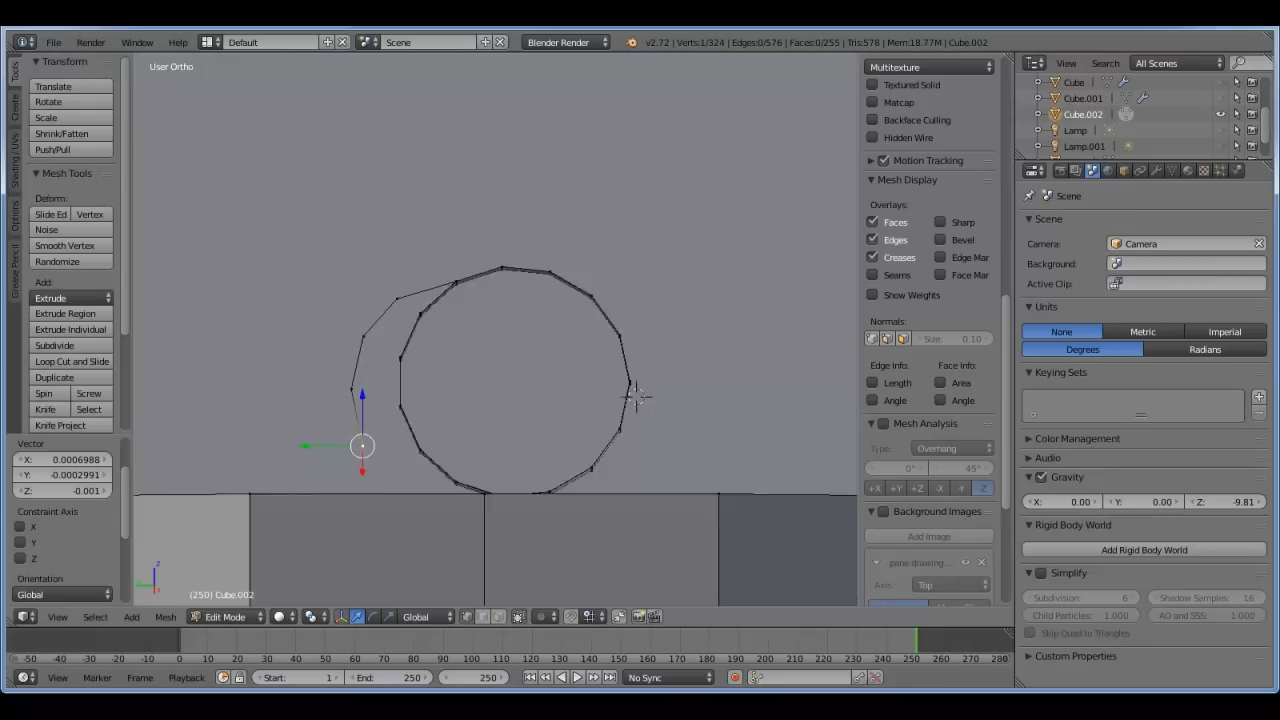 File Render Window Help Default Scene Blender Render v2.72 | Verts:1/324 | Edges:0/576 | Faces:0/255 | Tris:578 | Mem:18.77M | Cube.002
Tools
Create
Shading / UVs
Options
Grease Pencil
Transform
Translate
Rotate
Scale
Shrink/Fatten
Push/Pull
Mesh Tools
Deform:
Slide Ed Vertex
Noise
Smooth Vertex
Randomize
Add:
Extrude
Extrude Region
Extrude Individual
Subdivide
Loop Cut and Slide
Duplicate
Spin Screw
Knife Select
Knife Project
Vector
X: 0.0006988
Y: -0.0002991
Z: -0.001
Constraint Axis
X
Y
Z
Orientation
Global
User Ortho
z
(250) Cube.002
Multitexture
Textured Solid
Matcap
Backface Culling
Hidden Wire
Motion Tracking
Mesh Display
Overlays:
Faces Sharp
Edges Bevel
Creases Edge Mar
Seams Face Mar
Show Weights
Normals:
Size: 0.10
Edge Info: Face Info:
Length Area
Angle Angle
Mesh Analysis
Type: Overhang
0° 45°
+X +Y +Z -X -Y -Z
Background Images
Add Image
pane drawing...
Axis: Top
View Search All Scenes
Cube
Cube.001
Cube.002
Lamp
Lamp.001
Scene
Scene
Camera: Camera
Background:
Active Clip:
Units
None Metric Imperial
Degrees Radians
Keying Sets
Color Management
Audio
Gravity
X: 0.00 Y: 0.00 Z: -9.81
Rigid Body World
Add Rigid Body World
Simplify
Subdivision: 6 Shadow Samples: 16
Child Particles: 1.000 AO and SSS: 1.000
Skip Quad to Triangles
Custom Properties
View Select Add Mesh Edit Mode Global
-50 -40 -30 -20 -10 0 10 20 30 40 50 60 70 80 90 100 110 120 130 140 150 160 170 180 190 200 210 220 230 240 250 260 270 280
View Marker Frame Playback Start: 1 End: 250 250 No Sync